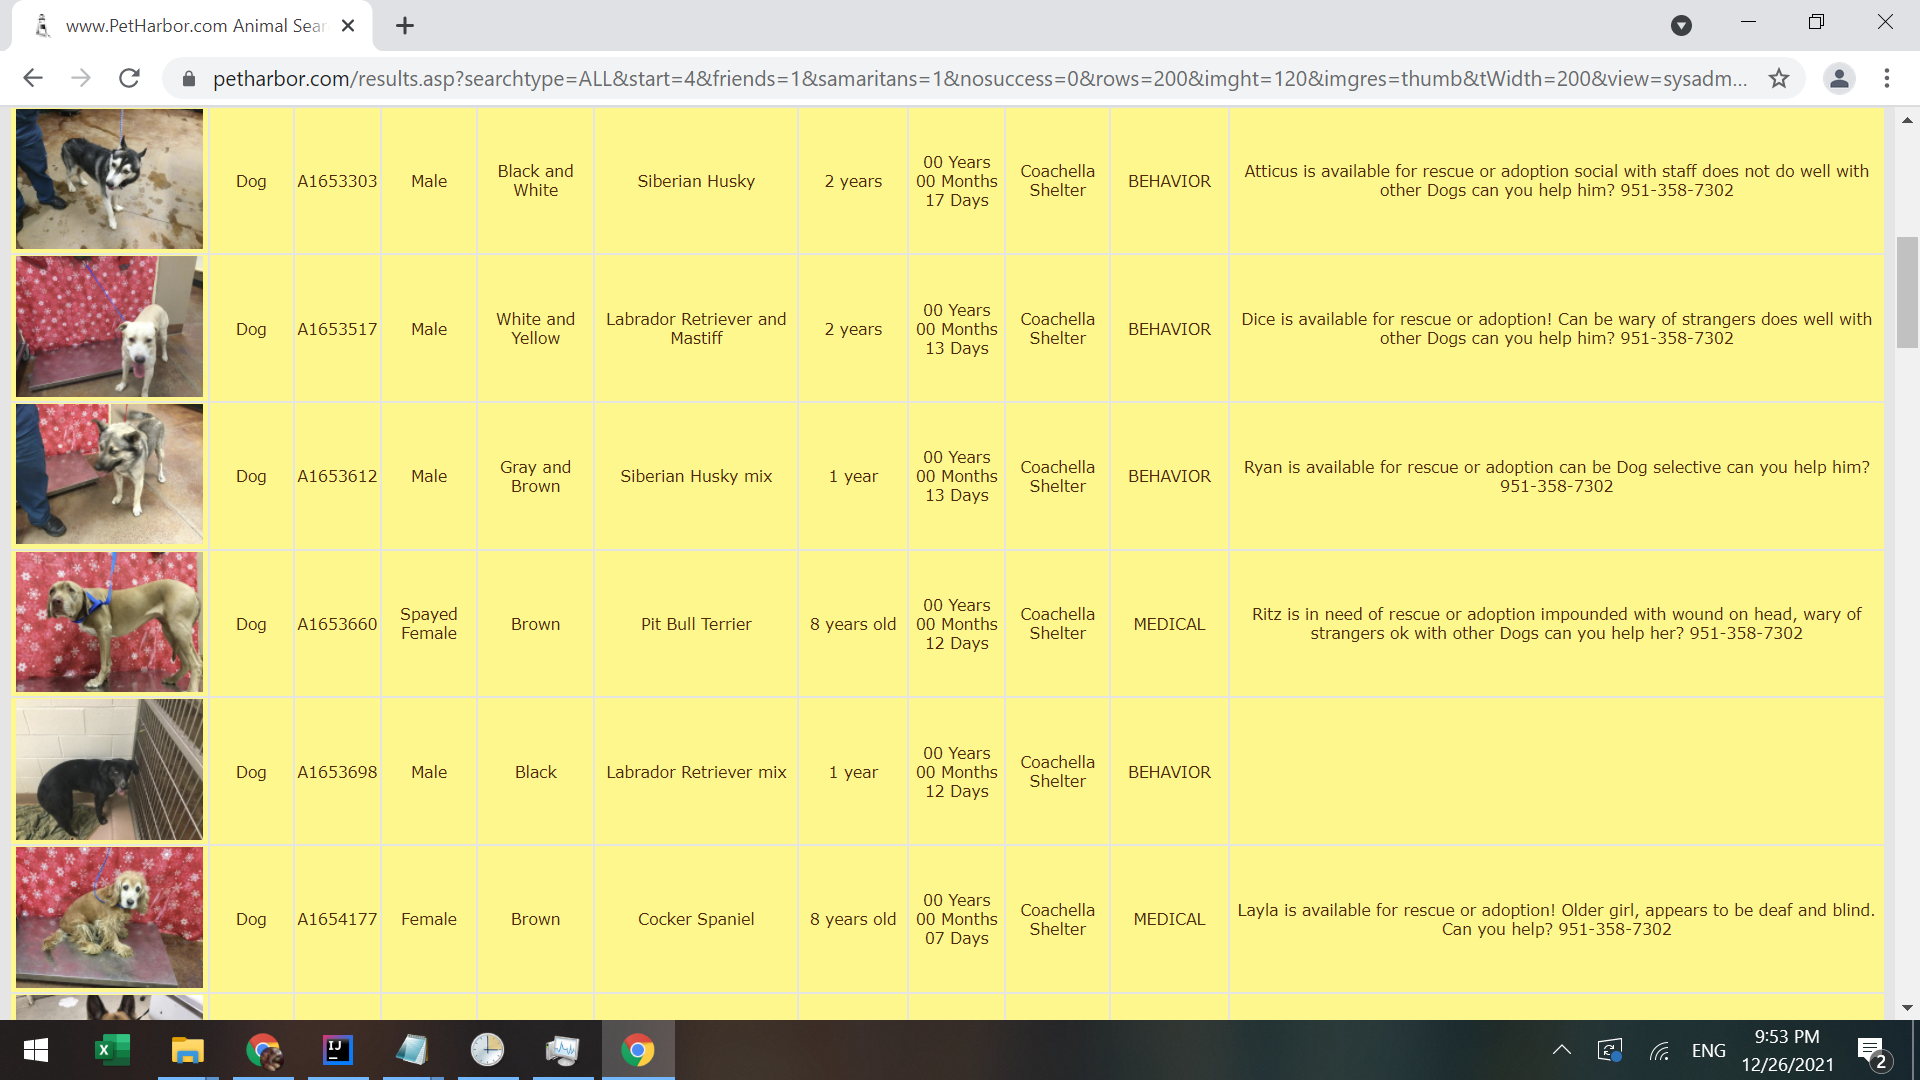 www.PetHarbor.com Animal Sear
petharbor.com/results.asp?searchtype=ALL&start=4&friends=1&samaritans=1&nosuccess=0&rows=200&imght=120&imgres=thumb&tWidth=200&view=sysadm...
Dog
A1653303
Male
Black and
White
Siberian Husky
2 years
00 Years
00 Months
17 Days
Coachella
Shelter
BEHAVIOR
Atticus is available for rescue or adoption social with staff does not do well with
other Dogs can you help him? 951-358-7302
Dog
A1653517
Male
White and
Yellow
Labrador Retriever and
Mastiff
2 years
00 Years
00 Months
13 Days
Coachella
Shelter
BEHAVIOR
Dice is available for rescue or adoption! Can be wary of strangers does well with
other Dogs can you help him? 951-358-7302
Dog
A1653612
Male
Gray and
Brown
Siberian Husky mix
1 year
00 Years
00 Months
13 Days
Coachella
Shelter
BEHAVIOR
Ryan is available for rescue or adoption can be Dog selective can you help him?
951-358-7302
Dog
A1653660
Spayed
Female
Brown
Pit Bull Terrier
8 years old
00 Years
00 Months
12 Days
Coachella
Shelter
MEDICAL
Ritz is in need of rescue or adoption impounded with wound on head, wary of
strangers ok with other Dogs can you help her? 951-358-7302
Dog
A1653698
Male
Black
Labrador Retriever mix
1 year
00 Years
00 Months
12 Days
Coachella
Shelter
BEHAVIOR
Dog
A1654177
Female
Brown
Cocker Spaniel
8 years old
00 Years
00 Months
07 Days
Coachella
Shelter
MEDICAL
Layla is available for rescue or adoption! Older girl, appears to be deaf and blind.
Can you help? 951-358-7302
X
IJ
ENG
9:53 PM
12/26/2021
2